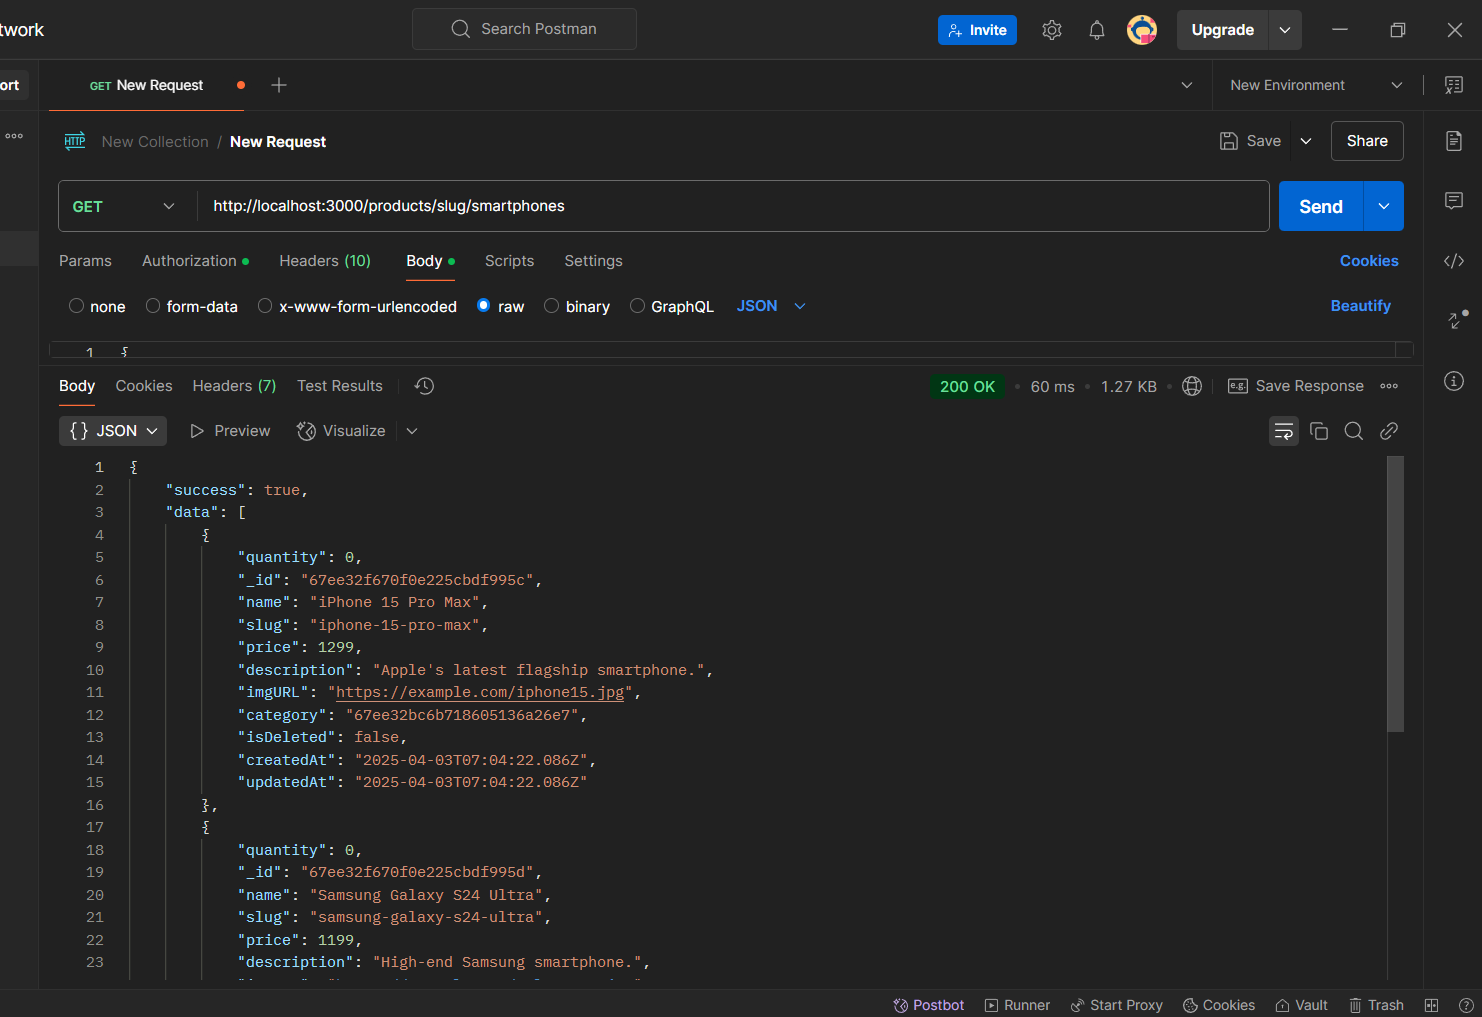 twork
Search Postman
Invite
Upgrade
ort
GET New Request
New Environment
HTTP New Collection / New Request
Save
Share
GET
http://localhost:3000/products/slug/smartphones
Send
Params
Authorization
Headers (10)
Body
Scripts
Settings
Cookies
none
form-data
x-www-form-urlencoded
raw
binary
GraphQL
JSON
Beautify
1 {
Body
Cookies
Headers (7)
Test Results
200 OK
60 ms
1.27 KB
e.g. Save Response
{} JSON
Preview
Visualize
1 {
2 "success": true,
3 "data": [
4 {
5 "quantity": 0,
6 "_id": "67ee32f670f0e225cbdf995c",
7 "name": "iPhone 15 Pro Max",
8 "slug": "iphone-15-pro-max",
9 "price": 1299,
10 "description": "Apple's latest flagship smartphone.",
11 "imgURL": "https://example.com/iphone15.jpg",
12 "category": "67ee32bc6b718605136a26e7",
13 "isDeleted": false,
14 "createdAt": "2025-04-03T07:04:22.086Z",
15 "updatedAt": "2025-04-03T07:04:22.086Z"
16 },
17 {
18 "quantity": 0,
19 "_id": "67ee32f670f0e225cbdf995d",
20 "name": "Samsung Galaxy S24 Ultra",
21 "slug": "samsung-galaxy-s24-ultra",
22 "price": 1199,
23 "description": "High-end Samsung smartphone.",
Postbot
Runner
Start Proxy
Cookies
Vault
Trash